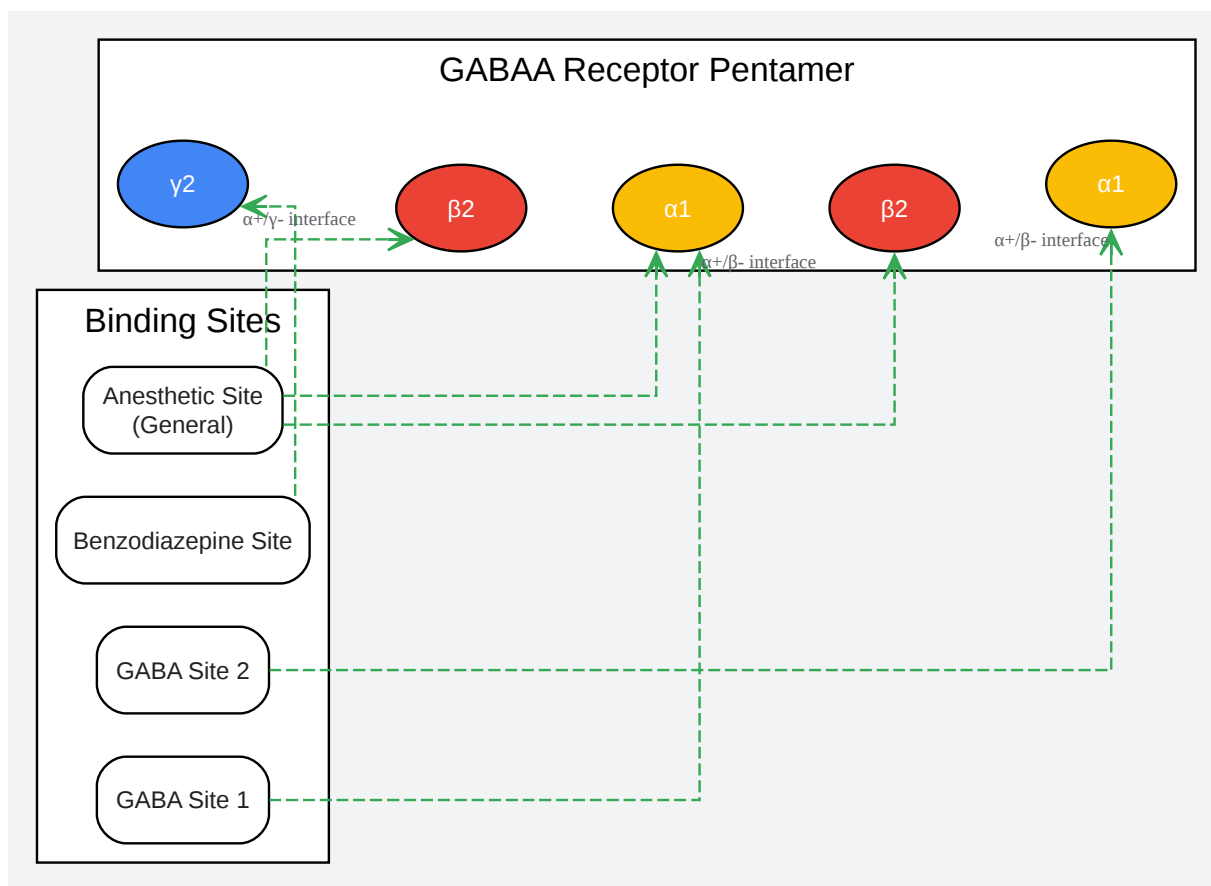 GABAA Receptor Pentamer
γ2
β2
α1
β2
α1
α+/γ- interface
α+/β- interface
α+/β- interface
Binding Sites
Anesthetic Site
(General)
Benzodiazepine Site
GABA Site 2
GABA Site 1